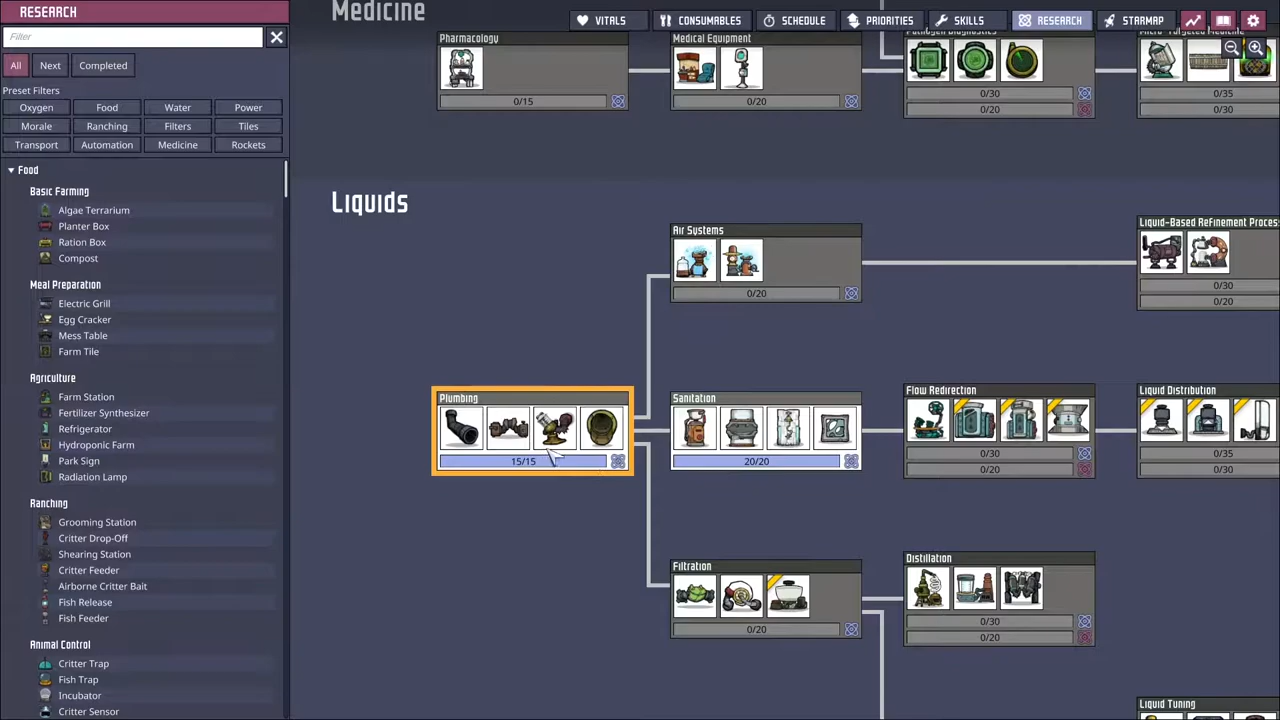 RESEARCH
VITALS
CONSUMABLES
SCHEDULE
PRIORITIES
SKILLS
RESEARCH
STARMAP
Filter
All
Next
Completed
Preset Filters
Oxygen
Food
Water
Power
Morale
Ranching
Filters
Tiles
Transport
Automation
Medicine
Rockets
Food
Basic Farming
Algae Terrarium
Planter Box
Ration Box
Compost
Meal Preparation
Electric Grill
Egg Cracker
Mess Table
Farm Tile
Agriculture
Farm Station
Fertilizer Synthesizer
Refrigerator
Hydroponic Farm
Park Sign
Radiation Lamp
Ranching
Grooming Station
Critter Drop-Off
Shearing Station
Critter Feeder
Airborne Critter Bait
Fish Release
Fish Feeder
Animal Control
Critter Trap
Fish Trap
Incubator
Critter Sensor
Medicine
Pharmacology
0/15
Medical Equipment
0/20
Pathogen Diagnostics
0/30
0/20
Micro-Targeted Medicine
0/35
0/30
Liquids
Air Systems
0/20
Liquid-Based Refinement Proces
0/30
0/20
Plumbing
15/15
Sanitation
20/20
Flow Redirection
0/30
0/20
Liquid Distribution
0/35
0/30
Filtration
0/20
Distillation
0/30
0/20
Liquid Tuning